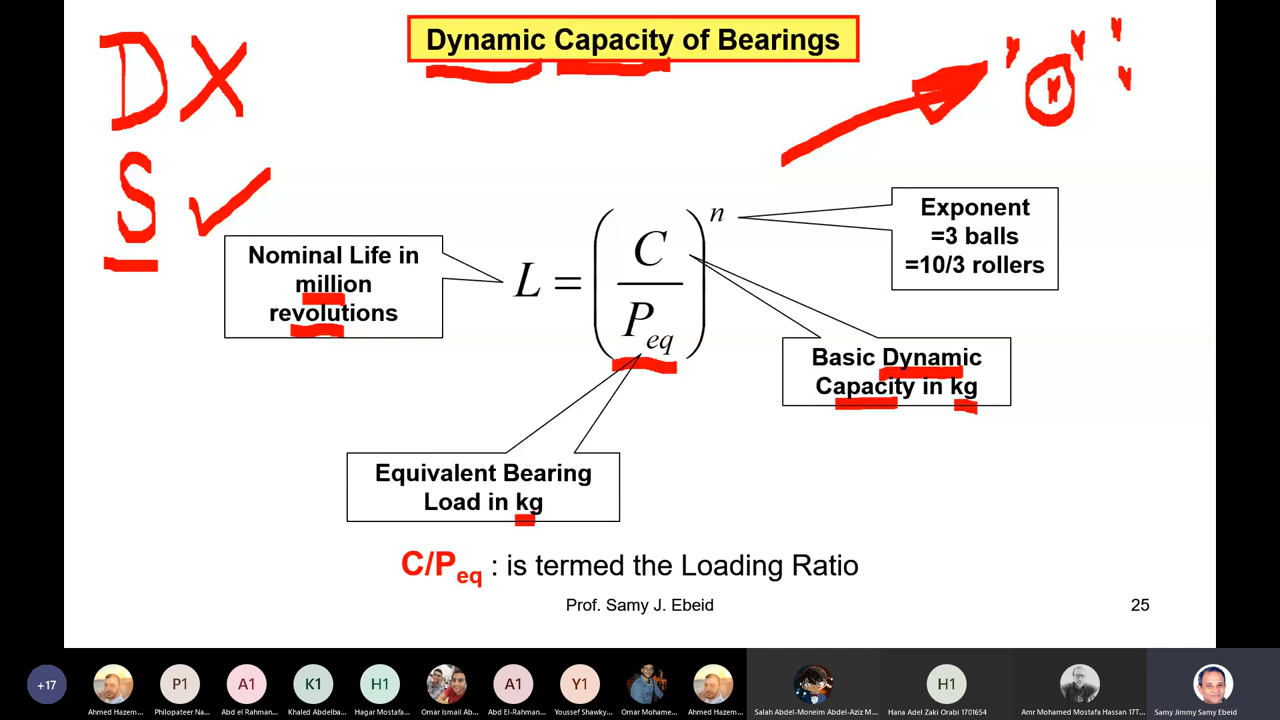 Dynamic Capacity of Bearings
D X
S ✓
"O"
Nominal Life in
million
revolutions
L = (C / P_eq)^n
Exponent
=3 balls
=10/3 rollers
Basic Dynamic
Capacity in kg
Equivalent Bearing
Load in kg
C/Peq : is termed the Loading Ratio
Prof. Samy J. Ebeid
25
+17
P1
A1
K1
H1
A1
Y1
H1
Ahmed Hazem...
Philopateer Na...
Abd el Rahman...
Khaled Abdelba...
Hagar Mostafa...
Omar Ismail Ab...
Abd El-Rahman...
Youssef Shawky...
Omar Mohame...
Ahmed Hazem...
Salah Abdel-Moneim Abdel-Aziz M...
Hana Adel Zaki Orabi 1701654
Amr Mohamed Mostafa Hassan 17T...
Samy Jimmy Samy Ebeid